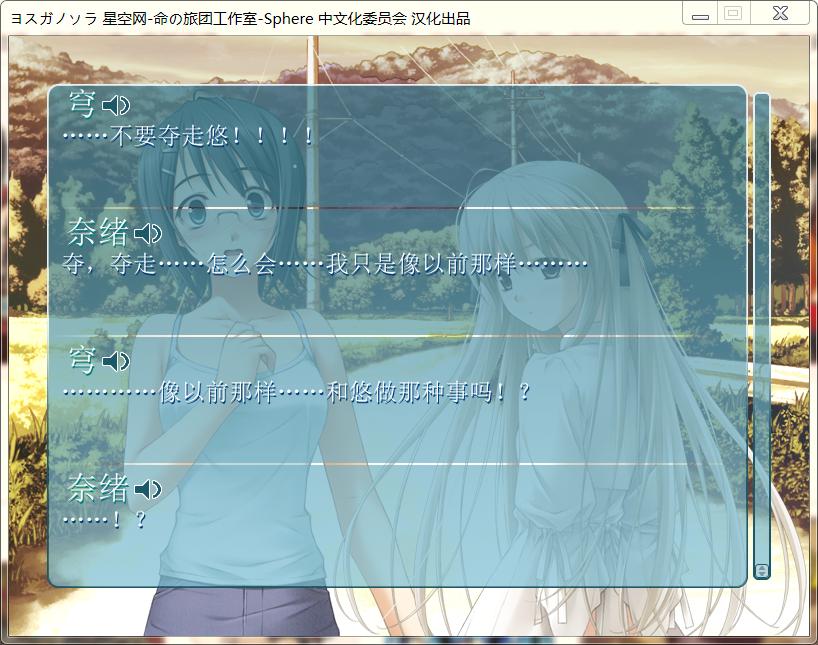 ヨスガノソラ 星空网-命の旅团工作室-Sphere 中文化委员会 汉化出品
穹
……不要夺走悠！！！！
奈绪
夺，夺走……怎么会……我只是像以前那样………
穹
…………像以前那样……和悠做那种事吗！？
奈绪
……！？